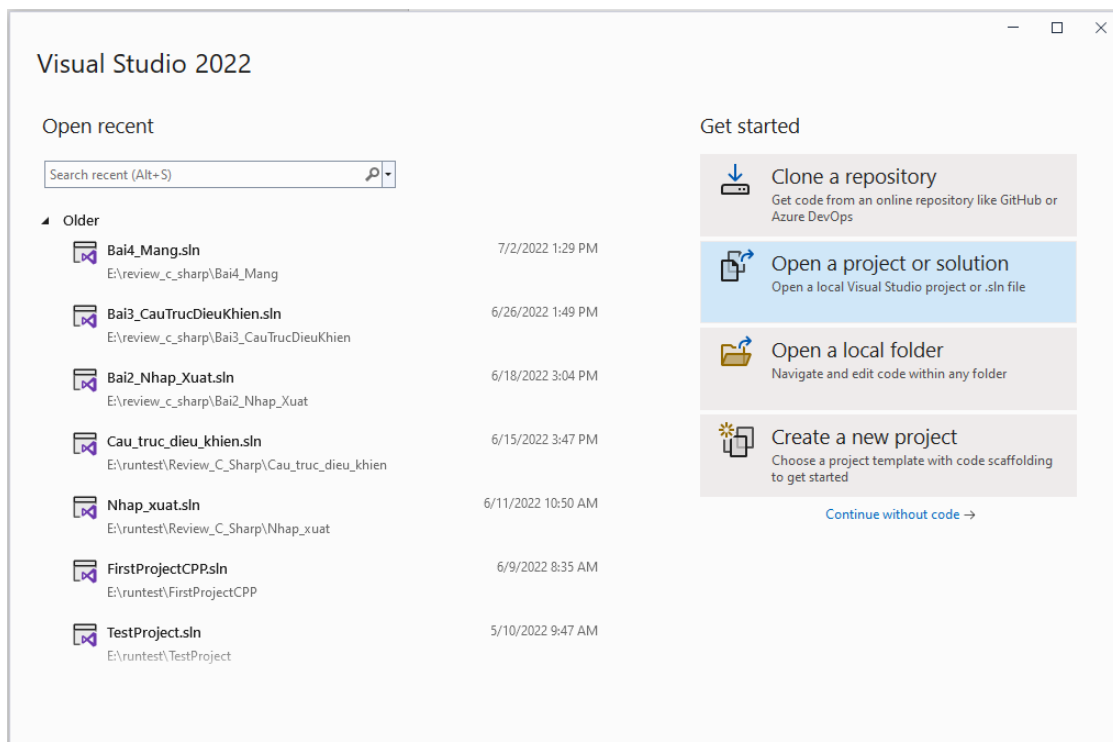 Visual Studio 2022
Open recent
Search recent (Alt+S)
Older
Bai4_Mang.sln
7/2/2022 1:29 PM
E:\review_c_sharp\Bai4_Mang
Bai3_CauTrucDieuKhien.sln
6/26/2022 1:49 PM
E:\review_c_sharp\Bai3_CauTrucDieuKhien
Bai2_Nhap_Xuat.sln
6/18/2022 3:04 PM
E:\review_c_sharp\Bai2_Nhap_Xuat
Cau_truc_dieu_khien.sln
6/15/2022 3:47 PM
E:\runtest\Review_C_Sharp\Cau_truc_dieu_khien
Nhap_xuat.sln
6/11/2022 10:50 AM
E:\runtest\Review_C_Sharp\Nhap_xuat
FirstProjectCPP.sln
6/9/2022 8:35 AM
E:\runtest\FirstProjectCPP
TestProject.sln
5/10/2022 9:47 AM
E:\runtest\TestProject
Get started
Clone a repository
Get code from an online repository like GitHub or
Azure DevOps
Open a project or solution
Open a local Visual Studio project or .sln file
Open a local folder
Navigate and edit code within any folder
Create a new project
Choose a project template with code scaffolding
to get started
Continue without code →